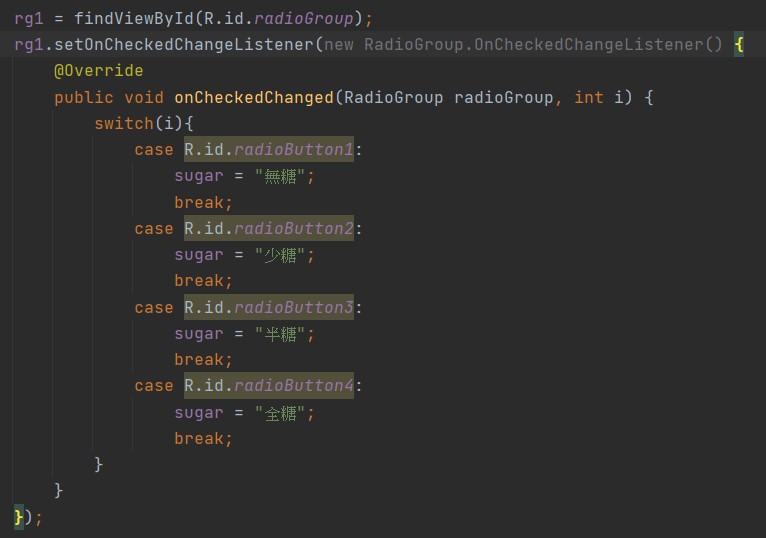 rg1 = findViewById(R.id.radioGroup);
rg1.setOnCheckedChangeListener(new RadioGroup.OnCheckedChangeListener() {
@Override
public void onCheckedChanged(RadioGroup radioGroup, int i) {
switch(i){
case R.id.radioButton1:
sugar = "無糖";
break;
case R.id.radioButton2:
sugar = "少糖";
break;
case R.id.radioButton3:
sugar = "半糖";
break;
case R.id.radioButton4:
sugar = "全糖";
break;
}
}
});